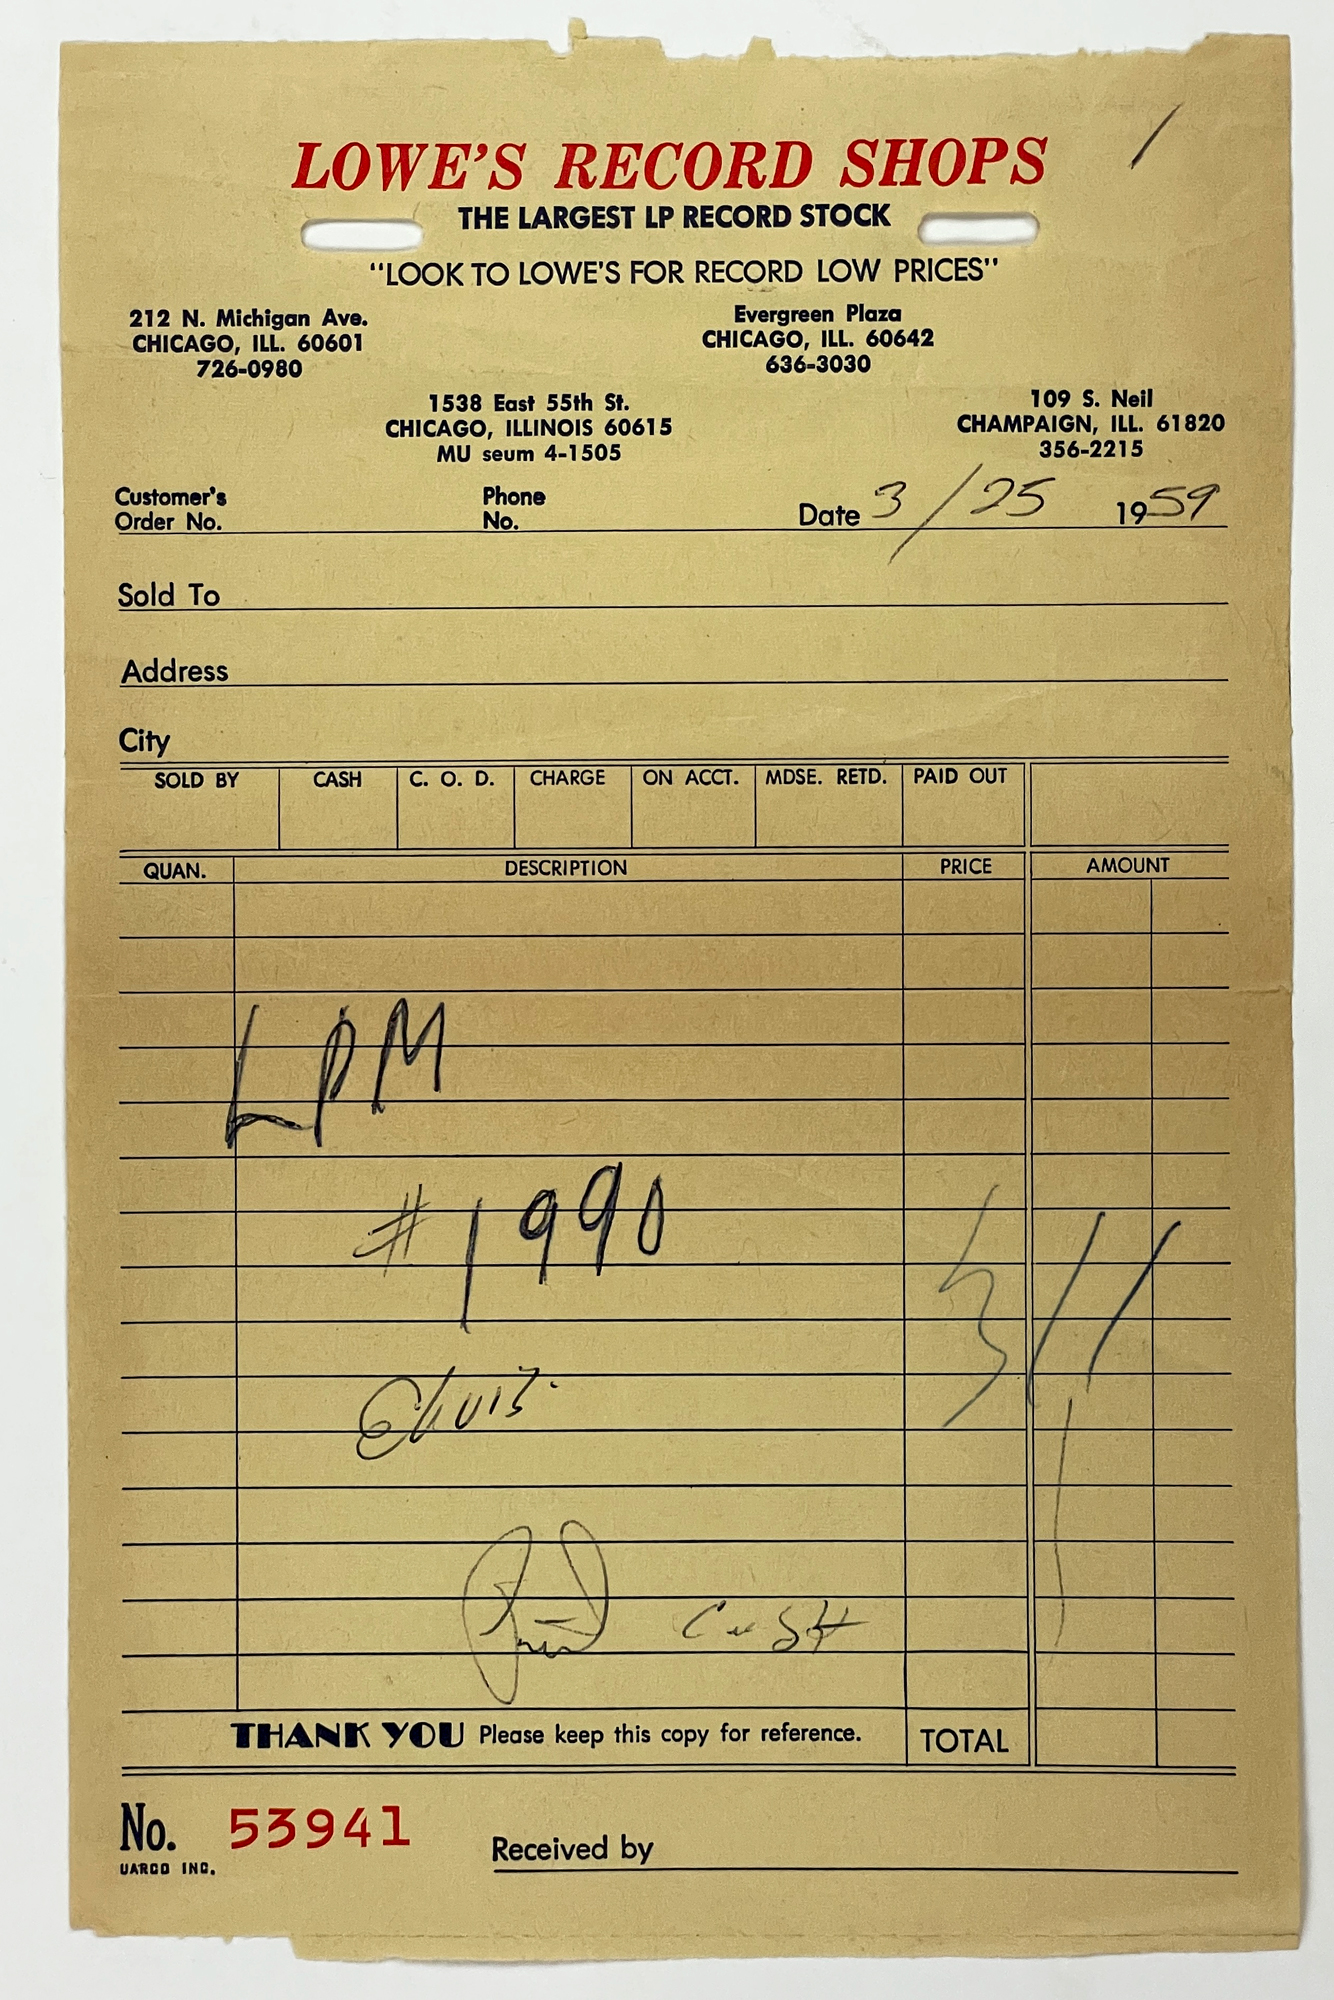 LOWE'S RECORD SHOPS
THE LARGEST LP RECORD STOCK
"LOOK TO LOWE'S FOR RECORD LOW PRICES"
212 N. Michigan Ave.
CHICAGO, ILL. 60601
726-0980
Evergreen Plaza
CHICAGO, ILL. 60642
636-3030
1538 East 55th St.
CHICAGO, ILLINOIS 60615
MU seum 4-1505
109 S. Neil
CHAMPAIGN, ILL. 61820
356-2215
Customer's Order No. Phone No. Date 3/25 1959
Sold To
Address
City
SOLD BY CASH C. O. D. CHARGE ON ACCT. MDSE. RETD. PAID OUT
QUAN. DESCRIPTION PRICE AMOUNT
LPM
#1990
Elvis
THANK YOU Please keep this copy for reference. TOTAL
No. 53941
UARCO INC.
Received by